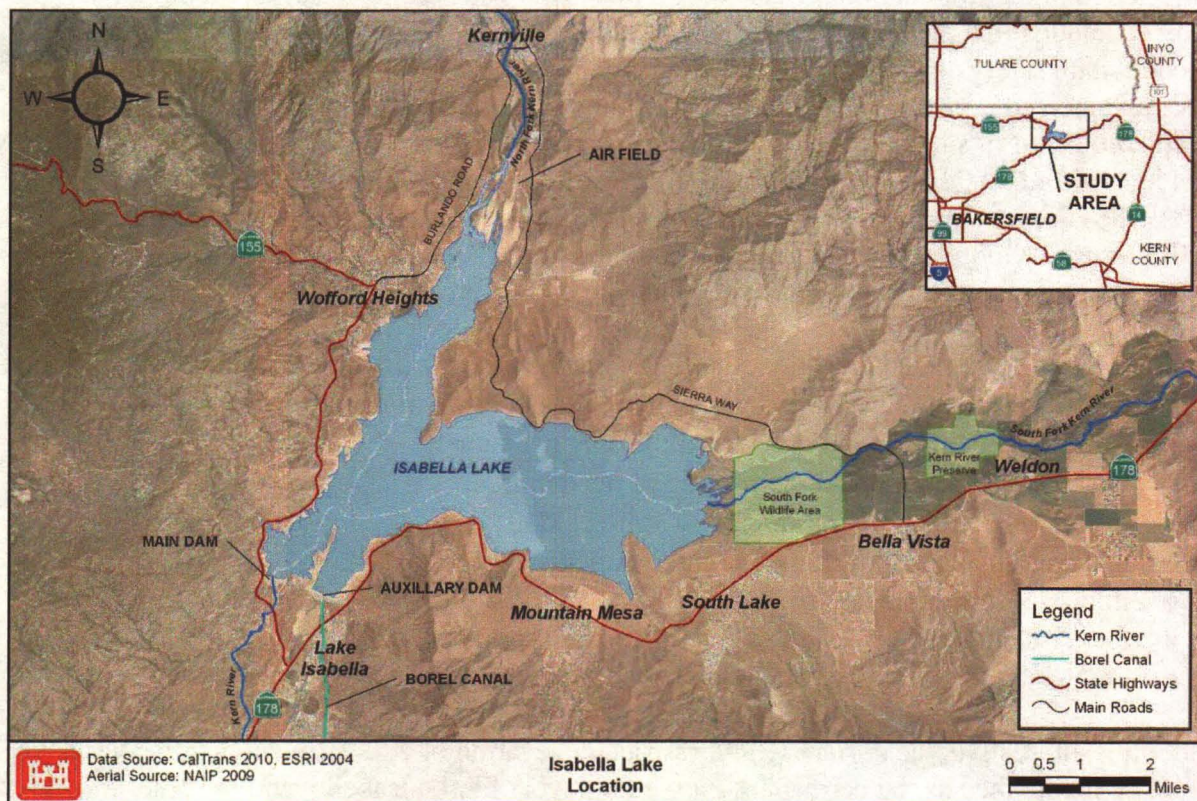 N
W
E
S
Kernville
North Fork Kern River
AIR FIELD
BURLANDO ROAD
155
Wofford Heights
SIERRA WAY
South Fork Kern River
ISABELLA LAKE
Kern River
Preserve
Weldon
178
South Fork
Wildlife Area
Bella Vista
MAIN DAM
AUXILLARY DAM
Mountain Mesa
South Lake
Lake
Isabella
BOREL CANAL
Kern River
178
TULARE COUNTY
INYO
COUNTY
101
155
178
178
STUDY
AREA
BAKERSFIELD
99
14
KERN
COUNTY
58
5
Legend
Kern River
Borel Canal
State Highways
Main Roads
Data Source: CalTrans 2010, ESRI 2004
Aerial Source: NAIP 2009
Isabella Lake
Location
0 0.5 1 2
Miles